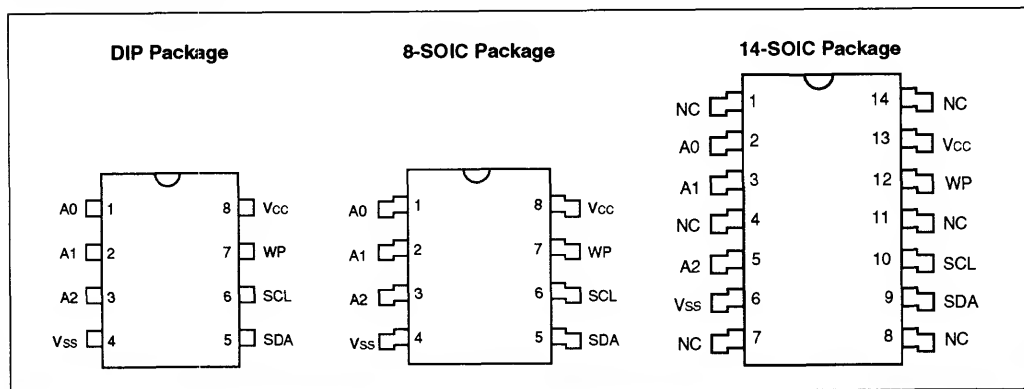 DIP Package
A0 1 8 Vcc
A1 2 7 WP
A2 3 6 SCL
Vss 4 5 SDA
8-SOIC Package
A0 1 8 Vcc
A1 2 7 WP
A2 3 6 SCL
Vss 4 5 SDA
14-SOIC Package
NC 1 14 NC
A0 2 13 Vcc
A1 3 12 WP
NC 4 11 NC
A2 5 10 SCL
Vss 6 9 SDA
NC 7 8 NC